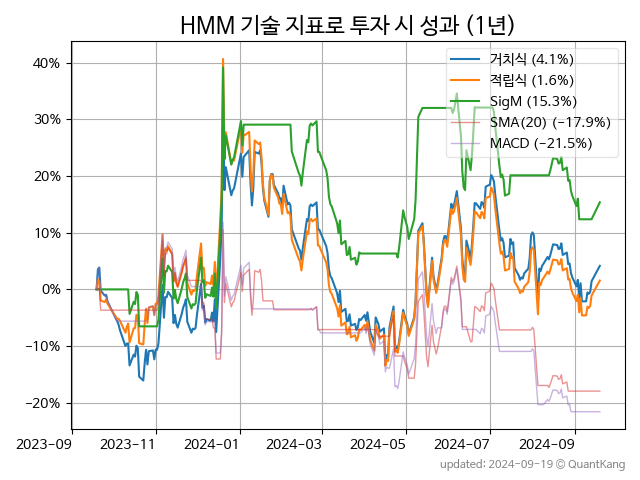 HMM 기술 지표로 투자 시 성과 (1년)
거치식 (4.1%)
적립식 (1.6%)
SigM (15.3%)
SMA(20) (−17.9%)
MACD (−21.5%)
40%
30%
20%
10%
0%
−10%
−20%
2023-09 2023-11 2024-01 2024-03 2024-05 2024-07 2024-09
updated: 2024-09-19 © QuantKang